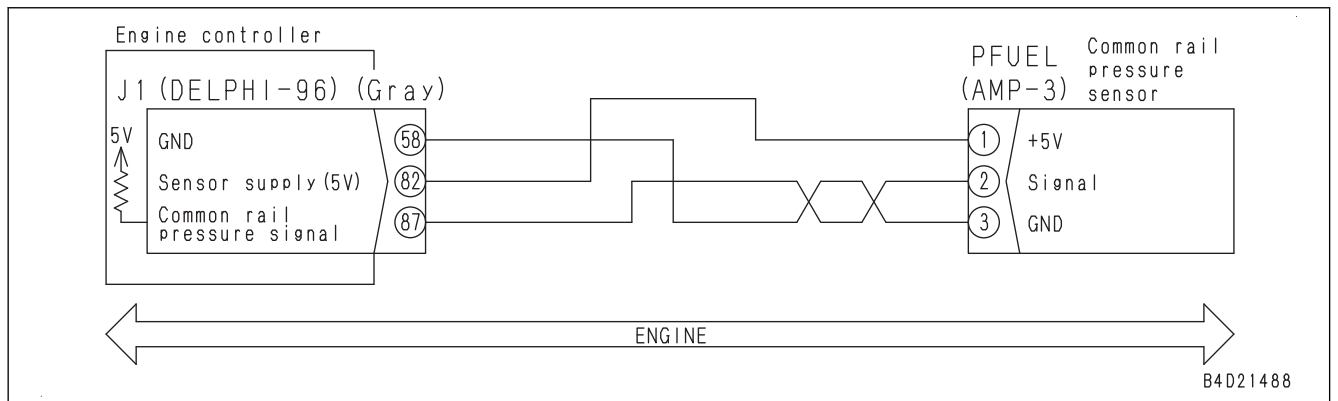 Engine controller
J1 (DELPHI-96) (Gray)
5V
GND
58
Sensor supply (5V)
82
Common rail
pressure signal
87
PFUEL
(AMP-3)
Common rail
pressure
sensor
1
+5V
2
Signal
3
GND
ENGINE
B4D21488